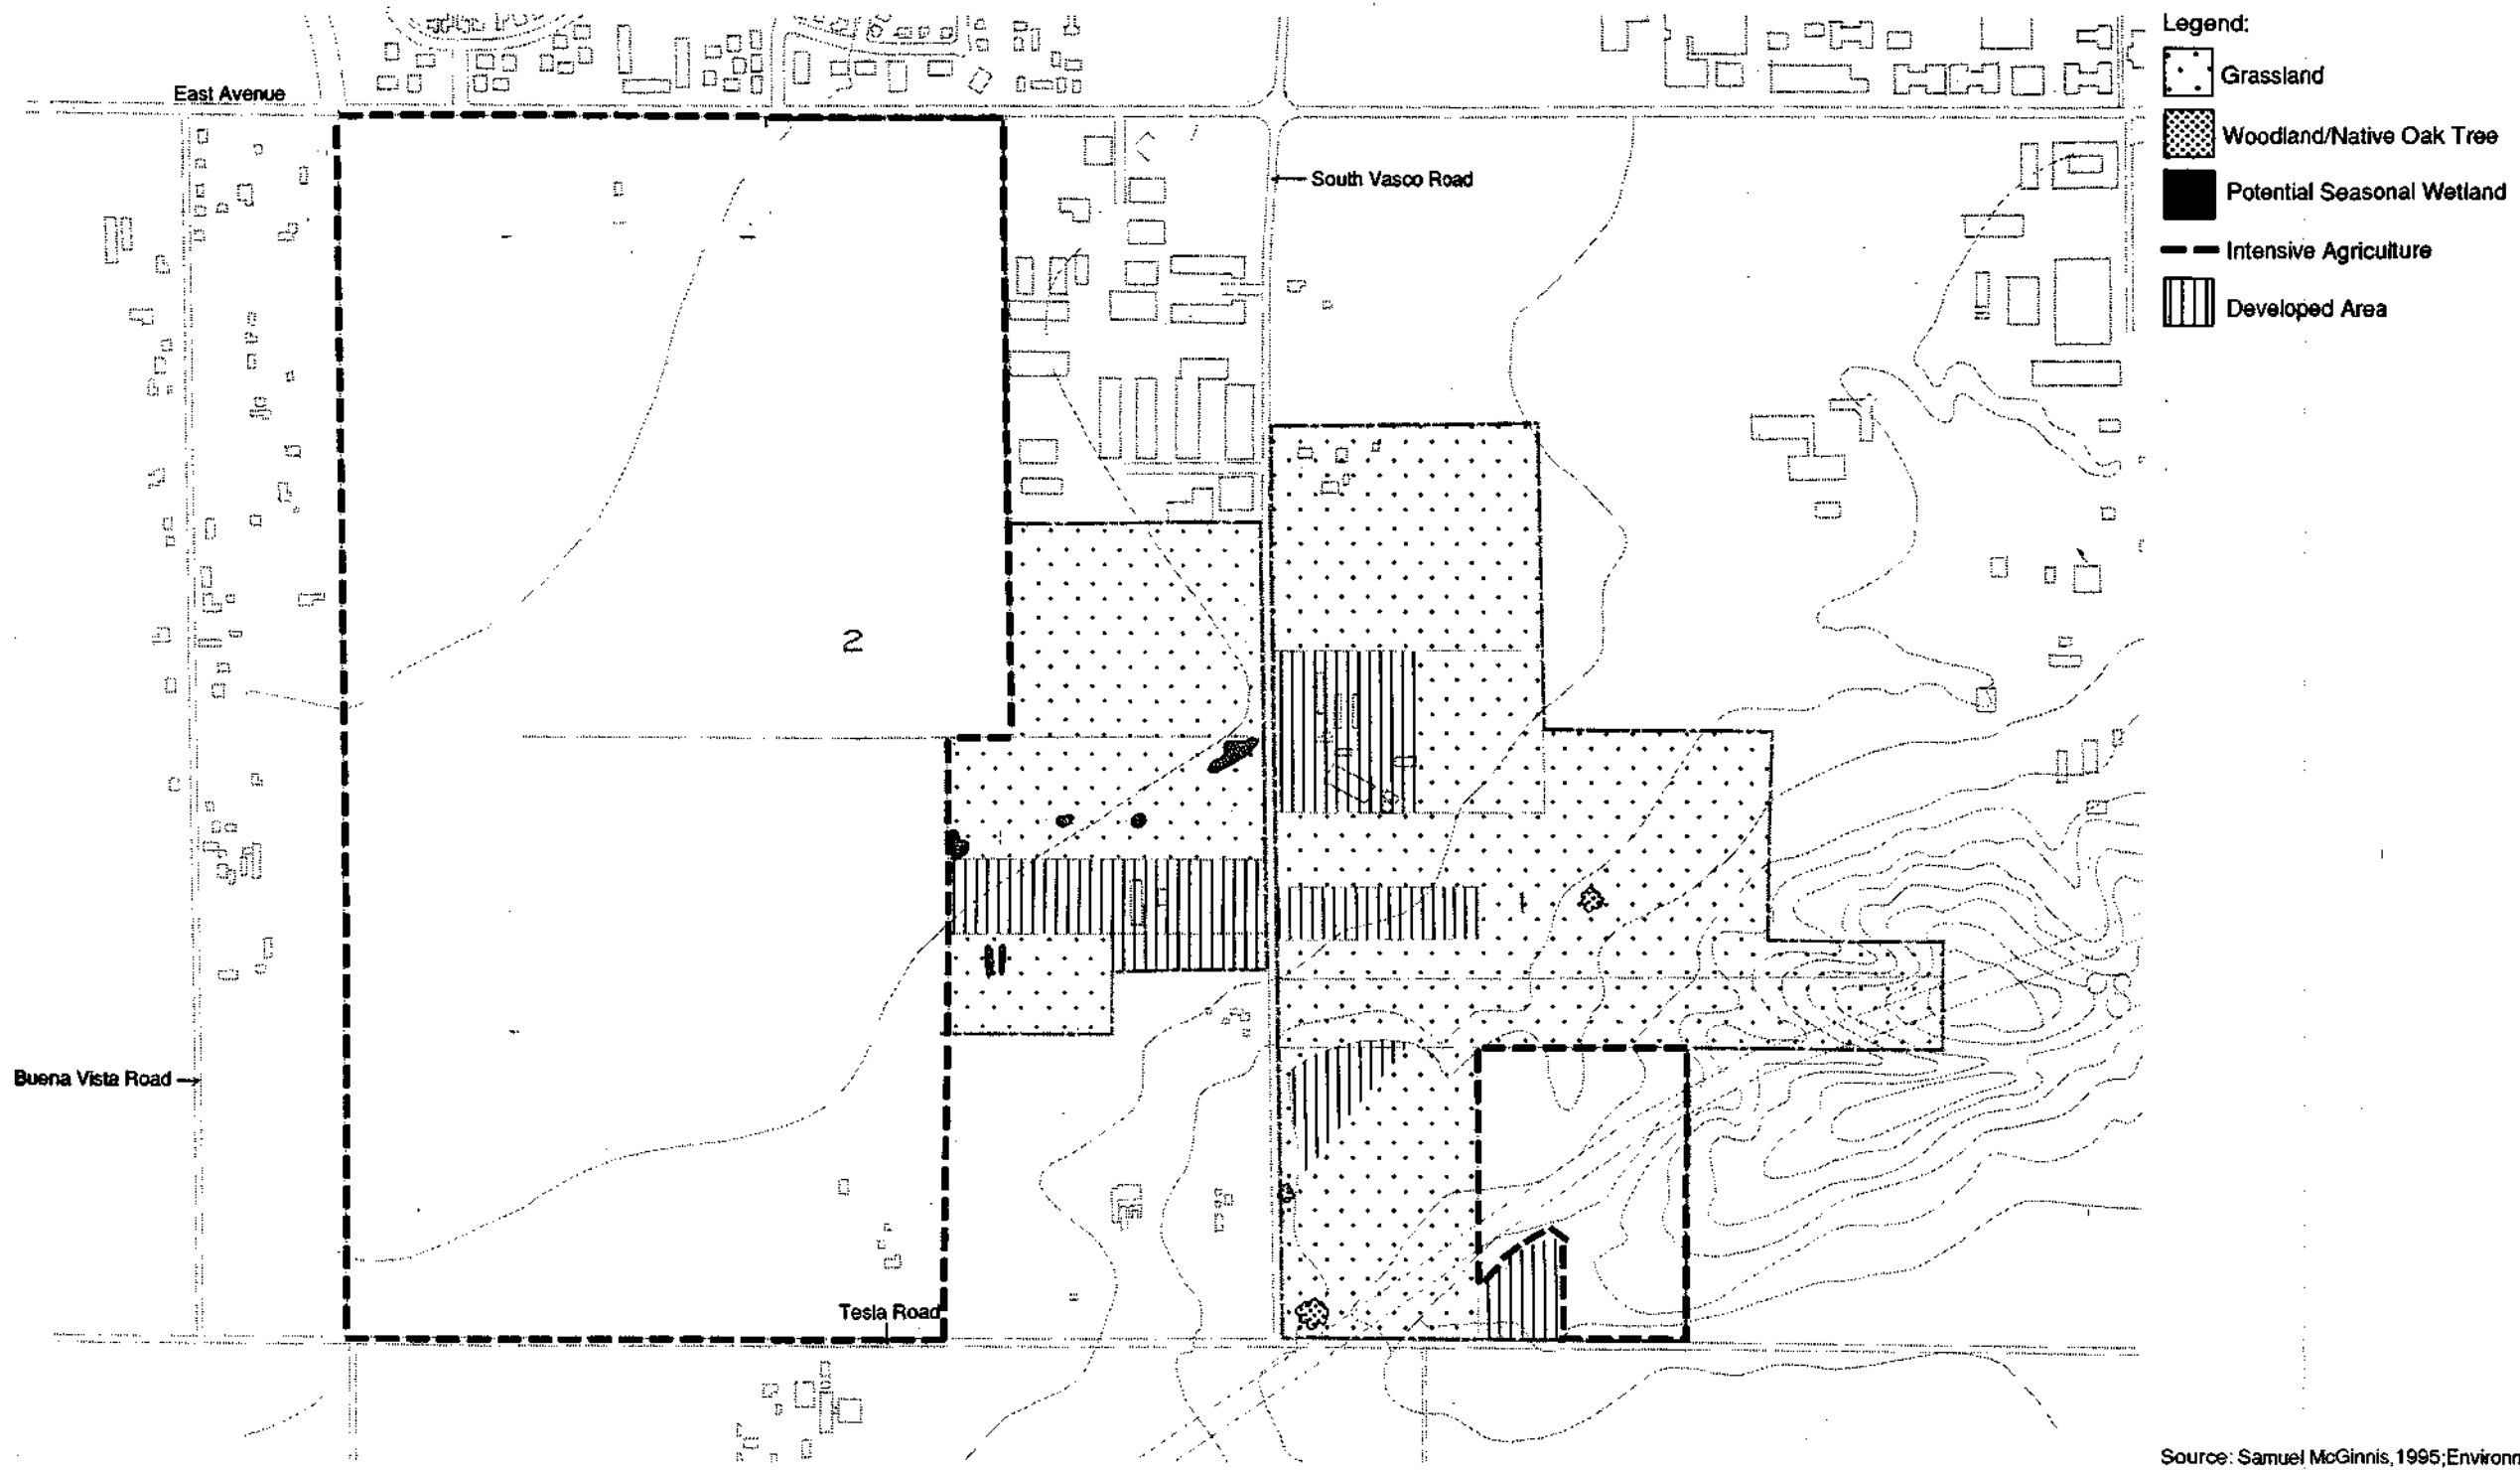 Legend:
Grassland
East Avenue
Woodland/Native Oak Tree
South Vasco Road
Potential Seasonal Wetland
Intensive Agriculture
Developed Area
2
Buena Vista Road
Tesla Road
Source: Samuel McGinnis,1995;Environm